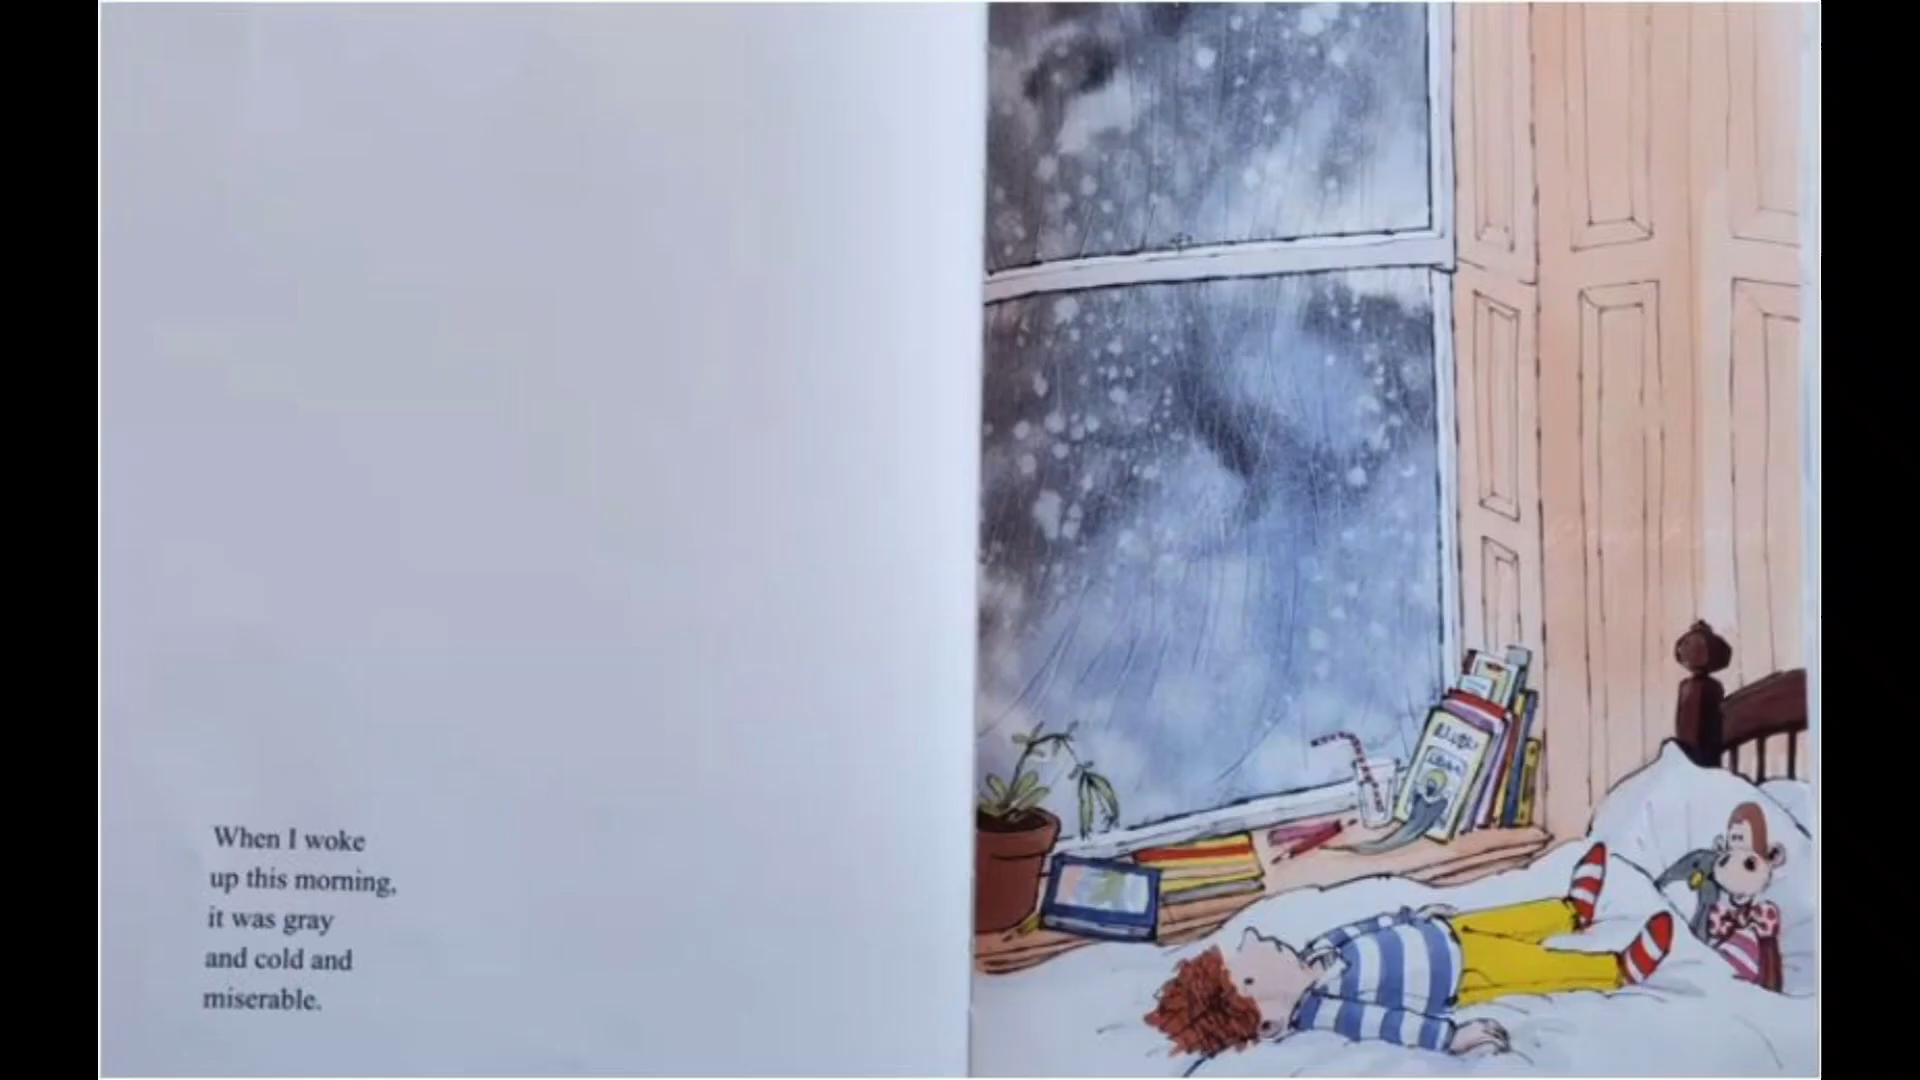 When I woke
up this morning,
it was gray
and cold and
miserable.